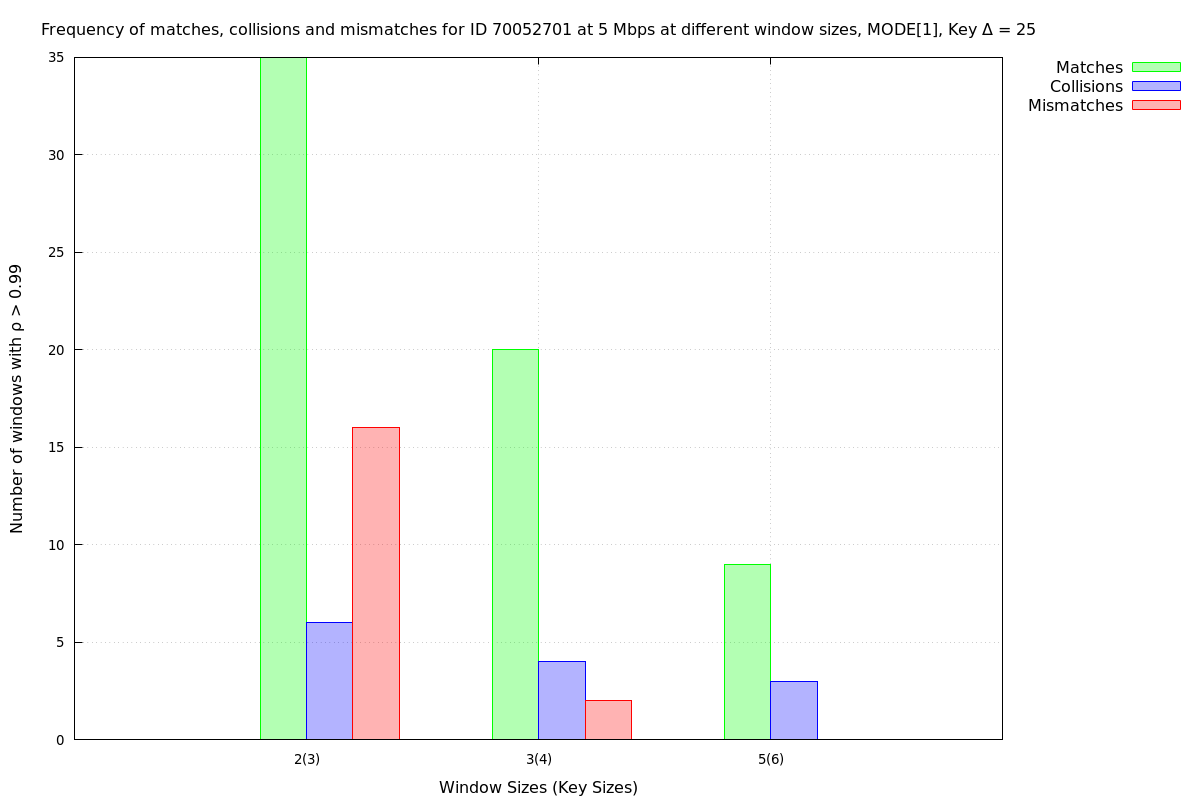 Frequency of matches, collisions and mismatches for ID 70052701 at 5 Mbps at different window sizes, MODE[1], Key Δ = 25
Matches
Collisions
Mismatches
Number of windows with ρ > 0.99
35
30
25
20
15
10
5
0
2(3) 3(4) 5(6)
Window Sizes (Key Sizes)